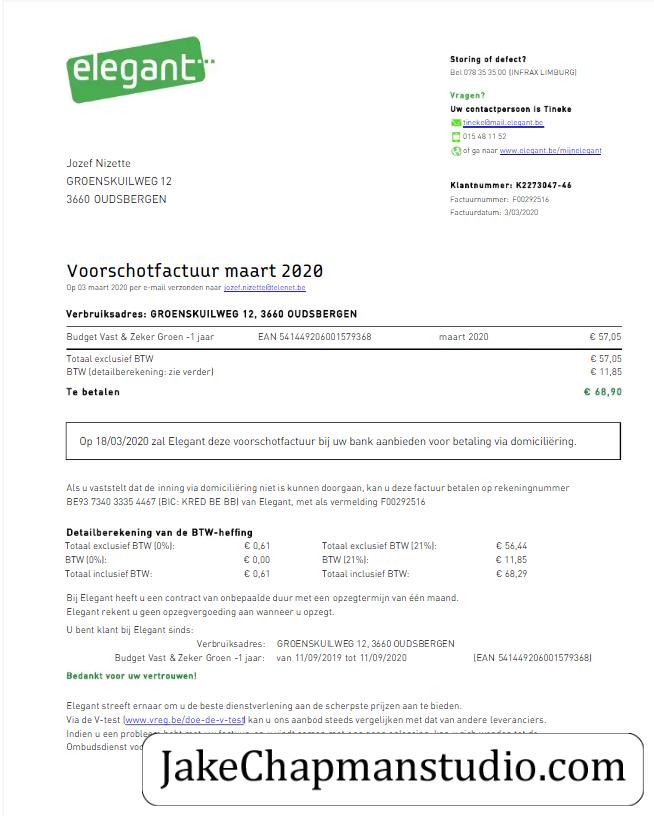 elegant
Storing of defect?
Bel 078 35 35 00 (INFRAX LIMBURG)
Vragen?
Uw contactpersoon is Tineke
tineke@mail.elegant.be
015 48 11 52
of ga naar www.elegant.be/mijnelegant
Jozef Nizette
GROENSKUILWEG 12
3660 OUDSBERGEN
Klantnummer: K2273047-46
Factuurnummer: F00292516
Factuurdatum: 3/03/2020
Voorschotfactuur maart 2020
Op 03 maart 2020 per e-mail verzonden naar jozef.nizette@telenet.be
Verbruiksadres: GROENSKUILWEG 12, 3660 OUDSBERGEN
Budget Vast & Zeker Groen -1 jaar EAN 541449206001579368 maart 2020 € 57,05
Totaal exclusief BTW € 57,05
BTW (detailberekening: zie verder) € 11,85
Te betalen € 68,90
Op 18/03/2020 zal Elegant deze voorschotfactuur bij uw bank aanbieden voor betaling via domiciliëring.
Als u vaststelt dat de inning via domiciliëring niet is kunnen doorgaan, kan u deze factuur betalen op rekeningnummer
BE93 7340 3335 4467 (BIC: KRED BE BB) van Elegant, met als vermelding F00292516
Detailberekening van de BTW-heffing
Totaal exclusief BTW (0%): € 0,61 Totaal exclusief BTW (21%): € 56,44
BTW (0%): € 0,00 BTW (21%): € 11,85
Totaal inclusief BTW: € 0,61 Totaal inclusief BTW: € 68,29
Bij Elegant heeft u een contract van onbepaalde duur met een opzegtermijn van één maand.
Elegant rekent u geen opzegvergoeding aan wanneer u opzegt.
U bent klant bij Elegant sinds:
Verbruiksadres: GROENSKUILWEG 12, 3660 OUDSBERGEN
Budget Vast & Zeker Groen -1 jaar: van 11/09/2019 tot 11/09/2020 (EAN 541449206001579368)
Bedankt voor uw vertrouwen!
Elegant streeft ernaar om u de beste dienstverlening aan de scherpste prijzen aan te bieden.
Via de V-test (www.vreg.be/doe-de-v-test) kan u ons aanbod steeds vergelijken met dat van andere leveranciers.
Indien u een
Ombudsdienst
JakeChapmanstudio.com